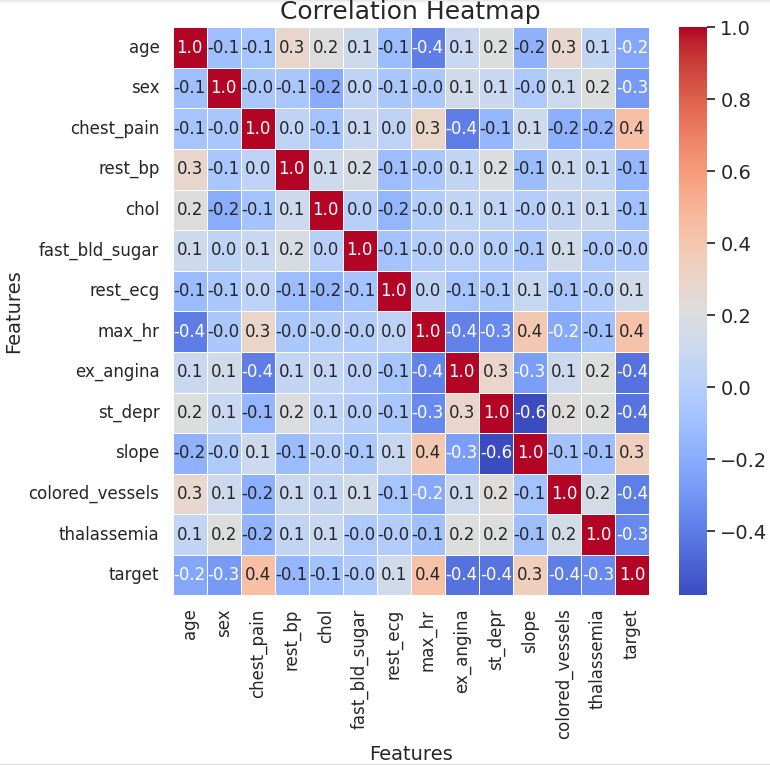 Correlation Heatmap
age 1.0 -0.1 -0.1 0.3 0.2 0.1 -0.1 -0.4 0.1 0.2 -0.2 0.3 0.1 -0.2
sex -0.1 1.0 -0.0 -0.1 -0.2 0.0 -0.1 -0.0 0.1 0.1 -0.0 0.1 0.2 -0.3
chest_pain -0.1 -0.0 1.0 0.0 -0.1 0.1 0.0 0.3 -0.4 -0.1 0.1 -0.2 -0.2 0.4
rest_bp 0.3 -0.1 0.0 1.0 0.1 0.2 -0.1 -0.0 0.1 0.2 -0.1 0.1 0.1 -0.1
chol 0.2 -0.2 -0.1 0.1 1.0 0.0 -0.2 -0.0 0.1 0.1 -0.0 0.1 0.1 -0.1
fast_bld_sugar 0.1 0.0 0.1 0.2 0.0 1.0 -0.1 -0.0 0.0 0.0 -0.1 0.1 -0.0 -0.0
rest_ecg -0.1 -0.1 0.0 -0.1 -0.2 -0.1 1.0 0.0 -0.1 -0.1 0.1 -0.1 -0.0 0.1
max_hr -0.4 -0.0 0.3 -0.0 -0.0 -0.0 0.0 1.0 -0.4 -0.3 0.4 -0.2 -0.1 0.4
ex_angina 0.1 0.1 -0.4 0.1 0.1 0.0 -0.1 -0.4 1.0 0.3 -0.3 0.1 0.2 -0.4
st_depr 0.2 0.1 -0.1 0.2 0.1 0.0 -0.1 -0.3 0.3 1.0 -0.6 0.2 0.2 -0.4
slope -0.2 -0.0 0.1 -0.1 -0.0 -0.1 0.1 0.4 -0.3 -0.6 1.0 -0.1 -0.1 0.3
colored_vessels 0.3 0.1 -0.2 0.1 0.1 0.1 -0.1 -0.2 0.1 0.2 -0.1 1.0 0.2 -0.4
thalassemia 0.1 0.2 -0.2 0.1 0.1 -0.0 -0.0 -0.1 0.2 0.2 -0.1 0.2 1.0 -0.3
target -0.2 -0.3 0.4 -0.1 -0.1 -0.0 0.1 0.4 -0.4 -0.4 0.3 -0.4 -0.3 1.0
age sex chest_pain rest_bp chol fast_bld_sugar rest_ecg max_hr ex_angina st_depr slope colored_vessels thalassemia target
Features
Features
1.0
0.8
0.6
0.4
0.2
0.0
−0.2
−0.4